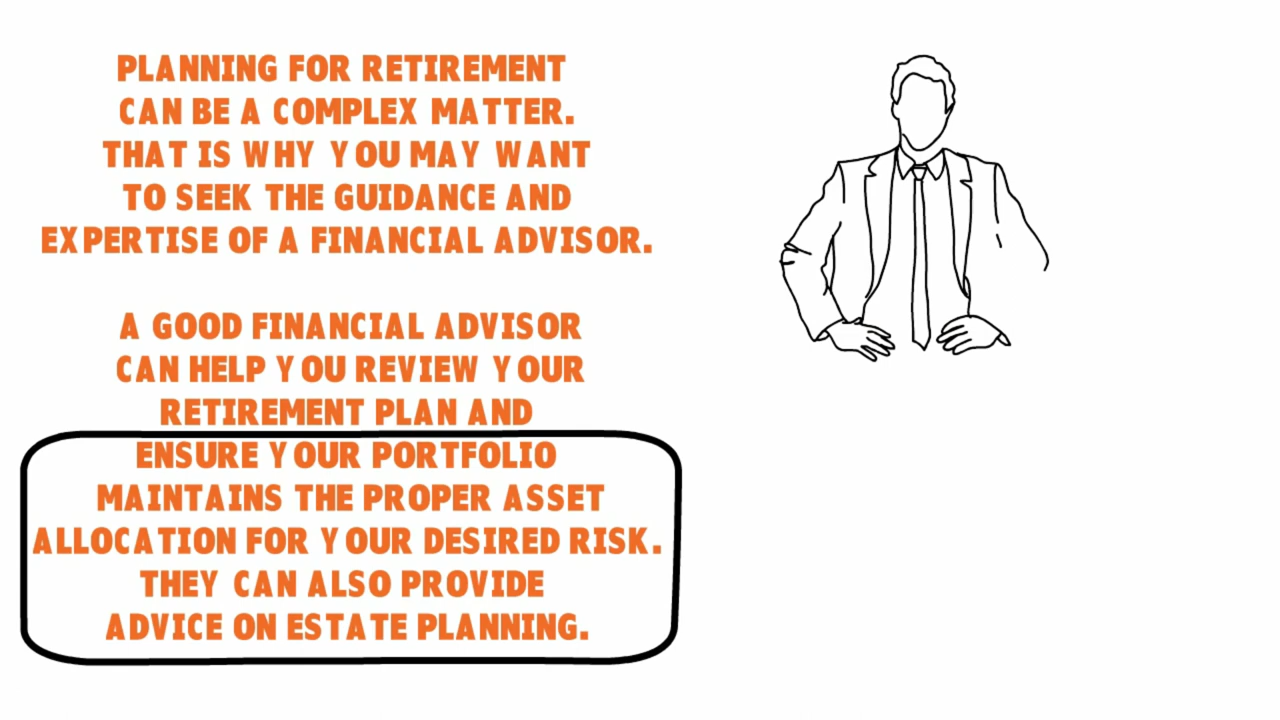 PLANNING FOR RETIREMENT
CAN BE A COMPLEX MATTER.
THAT IS WHY YOU MAY WANT
TO SEEK THE GUIDANCE AND
EXPERTISE OF A FINANCIAL ADVISOR.
A GOOD FINANCIAL ADVISOR
CAN HELP YOU REVIEW YOUR
RETIREMENT PLAN AND
ENSURE YOUR PORTFOLIO
MAINTAINS THE PROPER ASSET
ALLOCATION FOR YOUR DESIRED RISK.
THEY CAN ALSO PROVIDE
ADVICE ON ESTATE PLANNING.